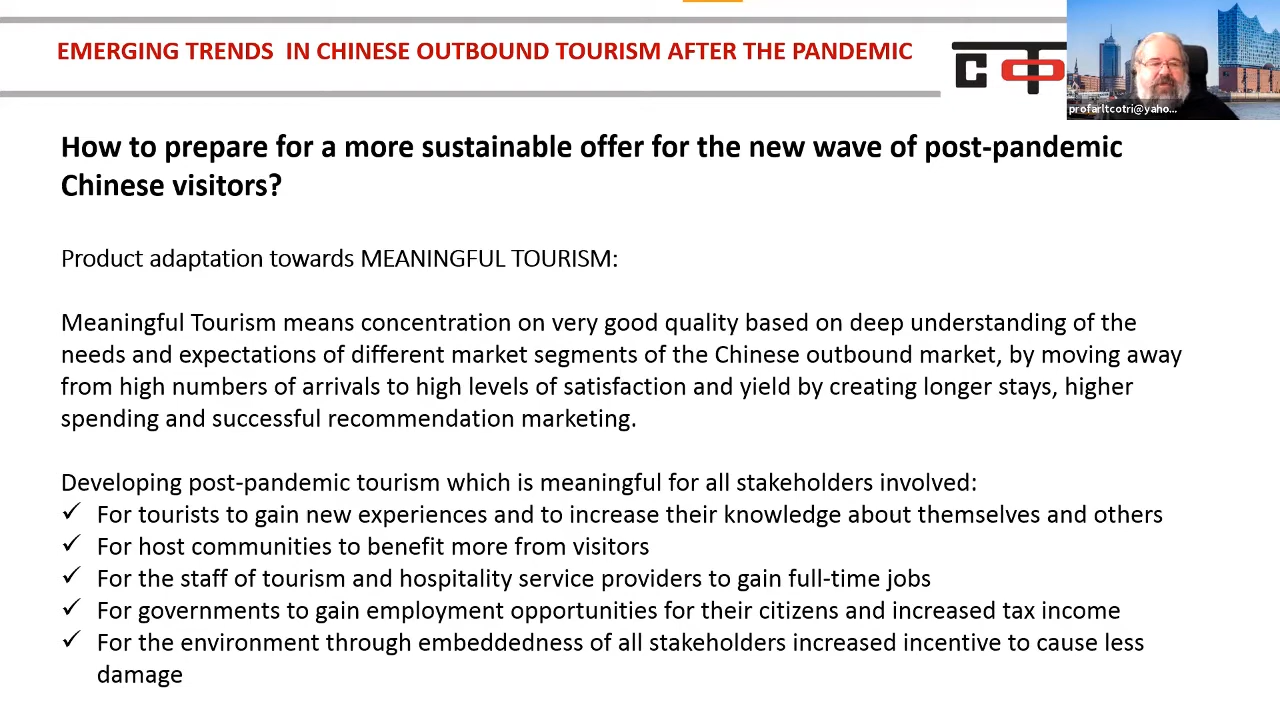 EMERGING TRENDS IN CHINESE OUTBOUND TOURISM AFTER THE PANDEMIC
profarltcotri@yaho...
How to prepare for a more sustainable offer for the new wave of post-pandemic
Chinese visitors?
Product adaptation towards MEANINGFUL TOURISM:
Meaningful Tourism means concentration on very good quality based on deep understanding of the
needs and expectations of different market segments of the Chinese outbound market, by moving away
from high numbers of arrivals to high levels of satisfaction and yield by creating longer stays, higher
spending and successful recommendation marketing.
Developing post-pandemic tourism which is meaningful for all stakeholders involved:
✓ For tourists to gain new experiences and to increase their knowledge about themselves and others
✓ For host communities to benefit more from visitors
✓ For the staff of tourism and hospitality service providers to gain full-time jobs
✓ For governments to gain employment opportunities for their citizens and increased tax income
✓ For the environment through embeddedness of all stakeholders increased incentive to cause less
damage